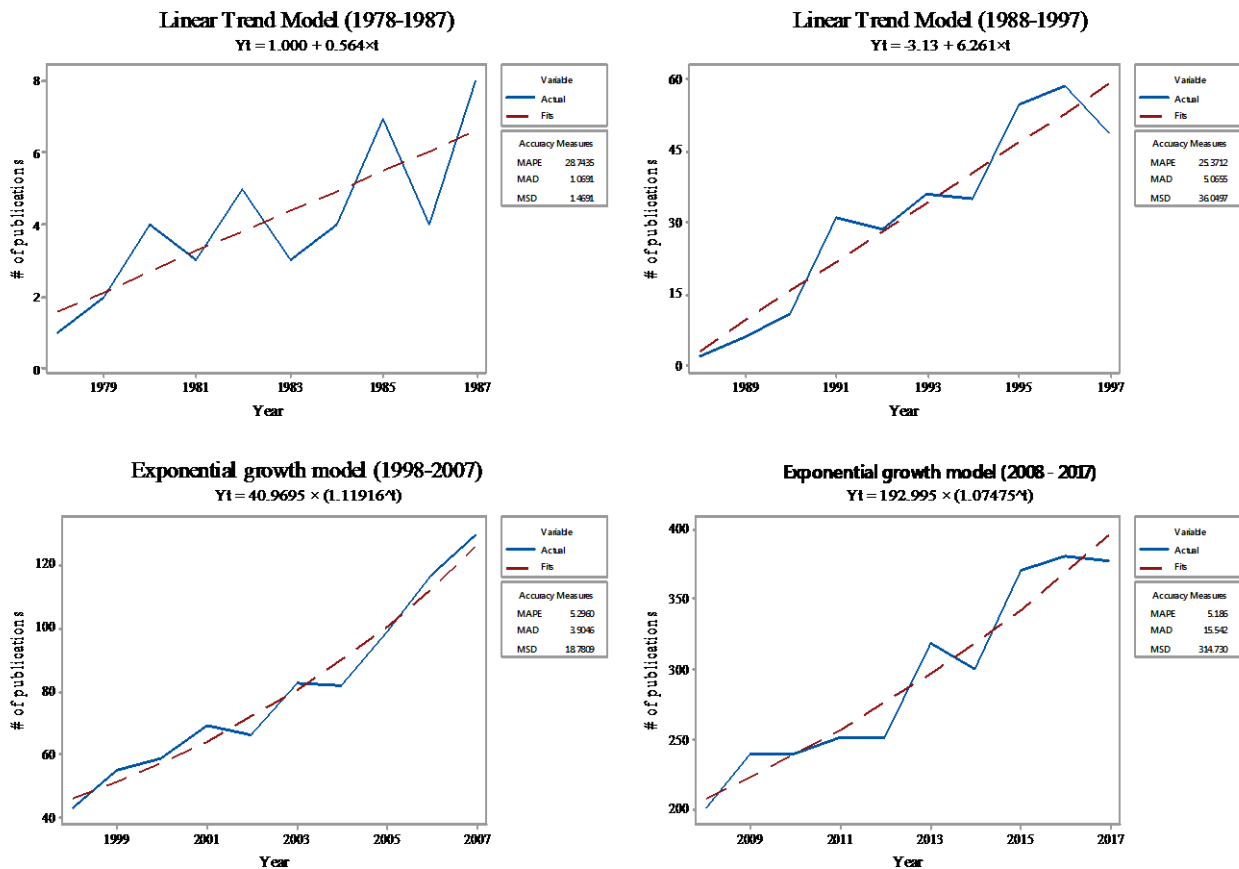 Linear Trend Model (1978-1987)
Yt = 1.000 + 0.564×t
# of publications
8
6
4
2
0
1979 1981 1983 1985 1987
Year
Variable
Actual
Fits
Accuracy Measures
MAPE 28.7435
MAD 1.0691
MSD 1.4691
Linear Trend Model (1988-1997)
Yt = -3.13 + 6.261×t
# of publications
60
45
30
15
0
1989 1991 1993 1995 1997
Year
Variable
Actual
Fits
Accuracy Measures
MAPE 25.3712
MAD 5.0655
MSD 36.0497
Exponential growth model (1998-2007)
Yt = 40.9695 × (1.11916^t)
# of publications
120
100
80
60
40
1999 2001 2003 2005 2007
Year
Variable
Actual
Fits
Accuracy Measures
MAPE 5.2960
MAD 3.9046
MSD 18.7809
Exponential growth model (2008 - 2017)
Yt = 192.995 × (1.07475^t)
# of publications
400
350
300
250
200
2009 2011 2013 2015 2017
Year
Variable
Actual
Fits
Accuracy Measures
MAPE 5.186
MAD 15.542
MSD 314.730